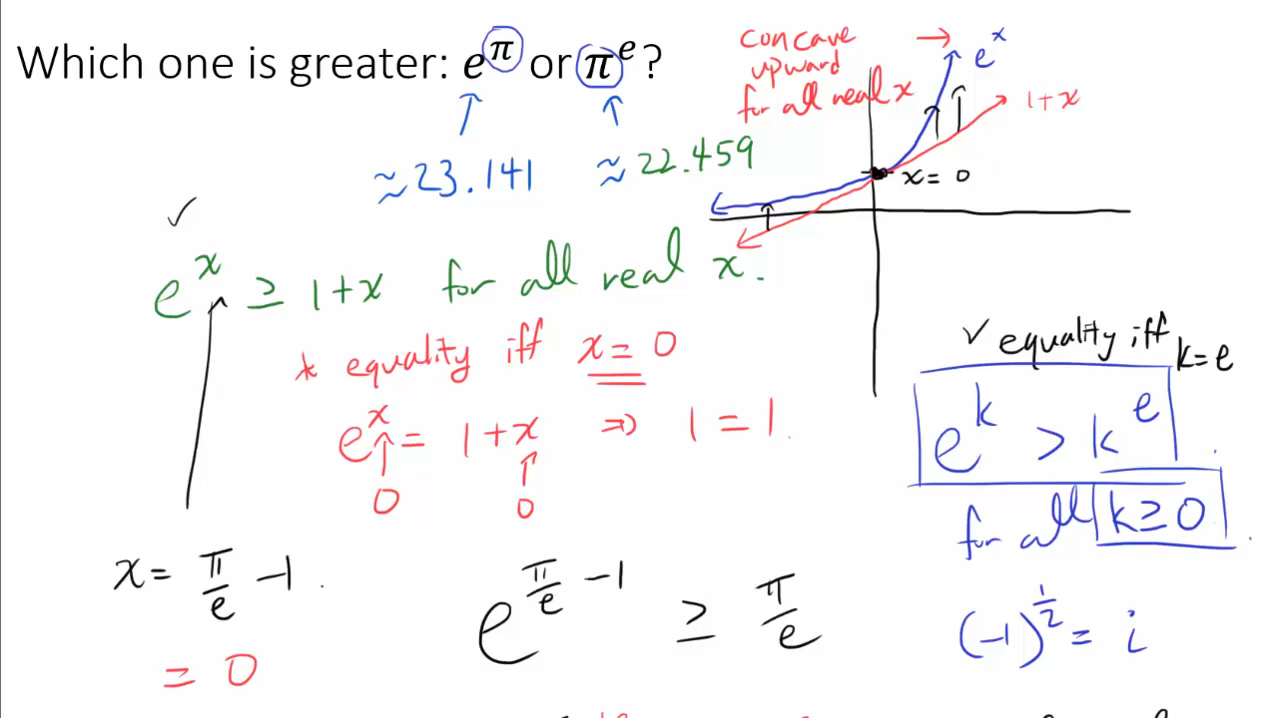 Which one is greater: e^π or π^e?
≈23.141 ≈22.459
concave
upward
for all real x
e^x
1+x
x=0
✓
e^x ≥ 1+x for all real x.
* equality iff x=0
e^x = 1+x ⇒ 1=1.
0 0
✓ equality iff k=e
e^k > k^e
for all k≥0
x= π/e -1.
= 0
e^(π/e -1) ≥ π/e
(-1)^(1/2) = i